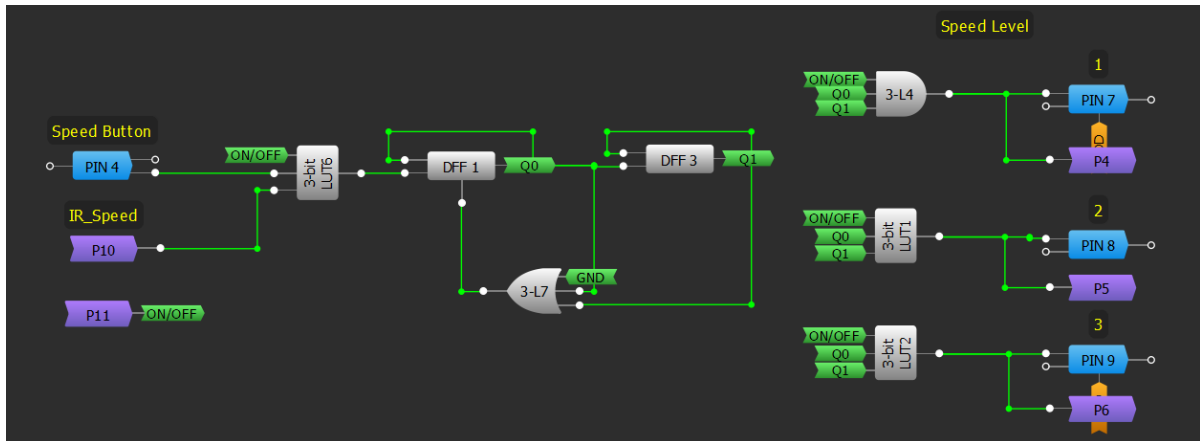 Speed Button
PIN 4
ON/OFF
3-bit
LUT6
IR_Speed
P10
P11
ON/OFF
DFF 1
Q0
DFF 3
Q1
GND
3-L7
Speed Level
1
ON/OFF
Q0
Q1
3-L4
PIN 7
P4
2
ON/OFF
Q0
Q1
3-bit
LUT1
PIN 8
P5
3
ON/OFF
Q0
Q1
3-bit
LUT2
PIN 9
P6